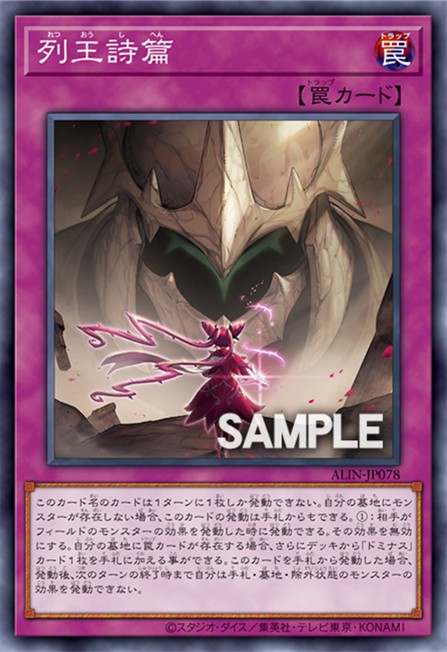 列王詩篇
罠
【罠カード】
SAMPLE
ALIN-JP078
このカード名のカードは1ターンに1枚しか発動できない。自分の墓地にモン
スターが存在しない場合、このカードの発動は手札からもできる。①:相手が
フィールドのモンスターの効果を発動した時に発動できる。その効果を無効
にする。自分の墓地に罠カードが存在する場合、さらにデッキから「ドミナス」
カード1枚を手札に加える事ができる。このカードを手札から発動した場合、
発動後、次のターンの終了時まで自分は手札・墓地・除外状態のモンスターの
効果を発動できない。
©スタジオ・ダイス/集英社・テレビ東京・KONAMI